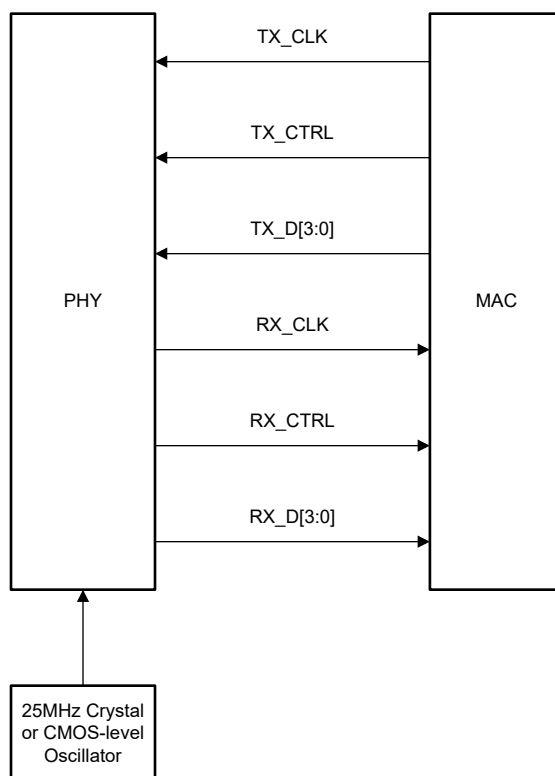 TX_CLK
TX_CTRL
TX_D[3:0]
PHY
MAC
RX_CLK
RX_CTRL
RX_D[3:0]
25MHz Crystal
or CMOS-level
Oscillator